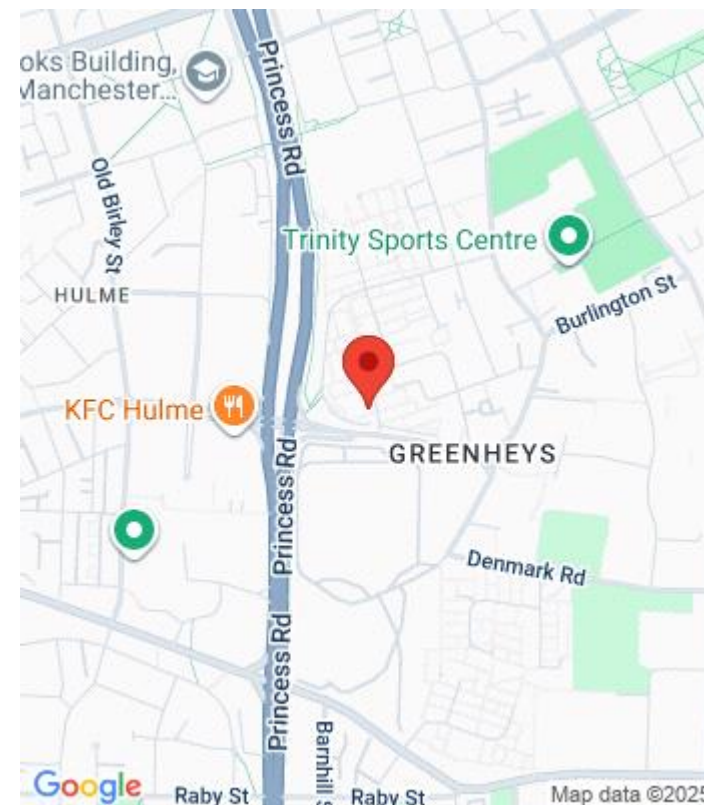 oks Building,
Manchester...
Princess Rd
Old Birley St
Trinity Sports Centre
HULME
Burlington St
KFC Hulme
Princess Rd
GREENHEYS
Denmark Rd
Princess Rd
Barnhill S
Google
Raby St
Raby St
Map data ©2025